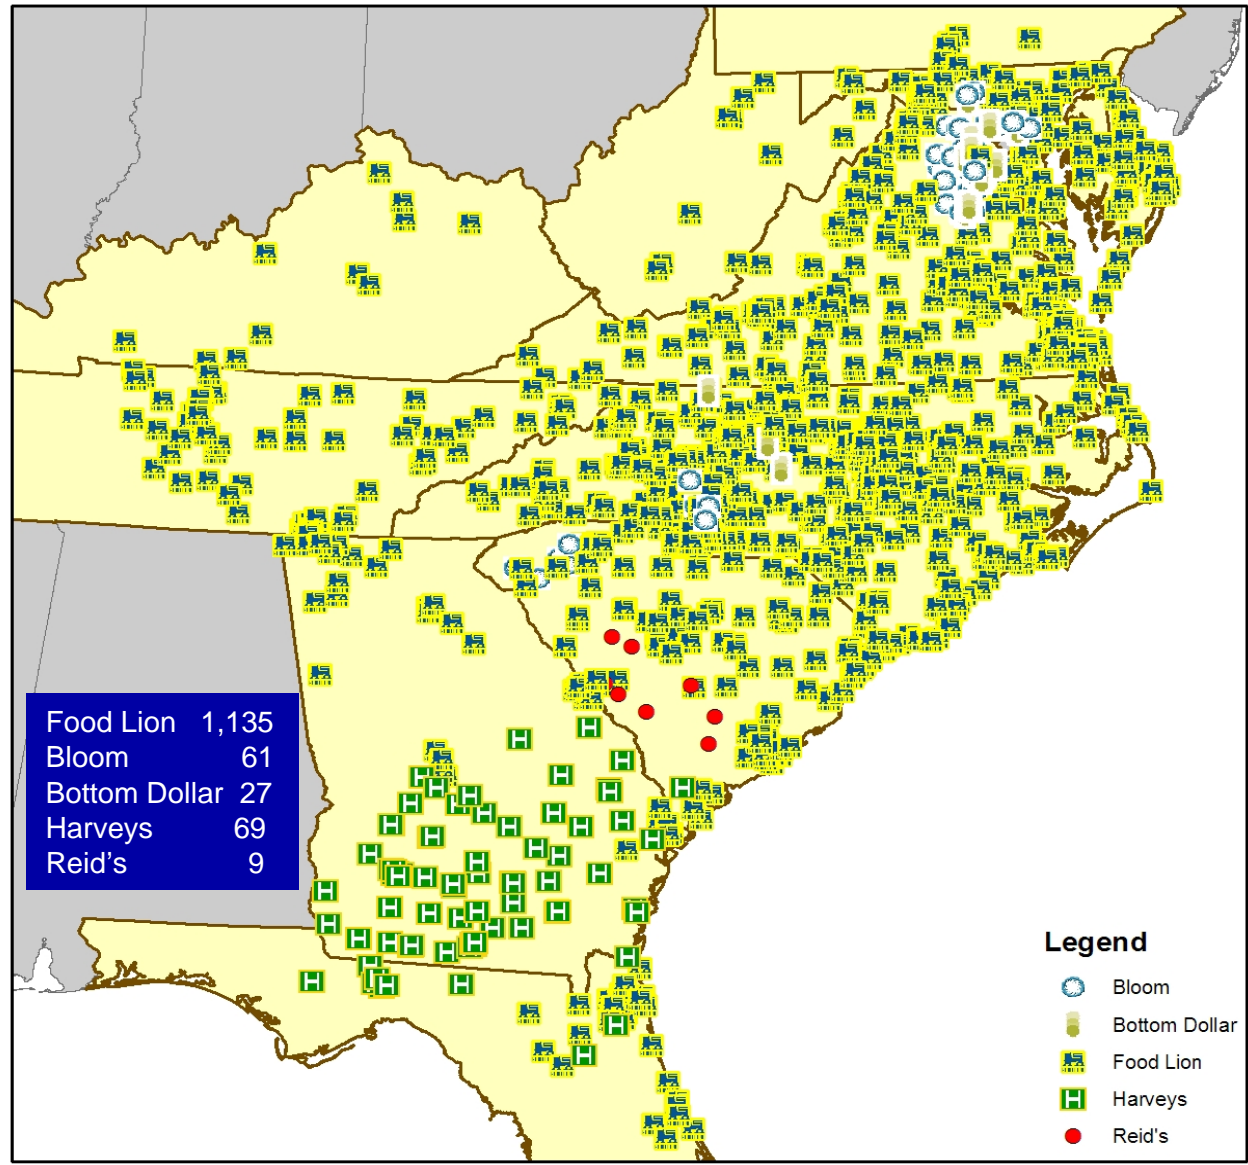 Food Lion 1,135
Bloom 61
Bottom Dollar 27
Harveys 69
Reid’s 9
Legend
Bloom
Bottom Dollar
Food Lion
Harveys
Reid's